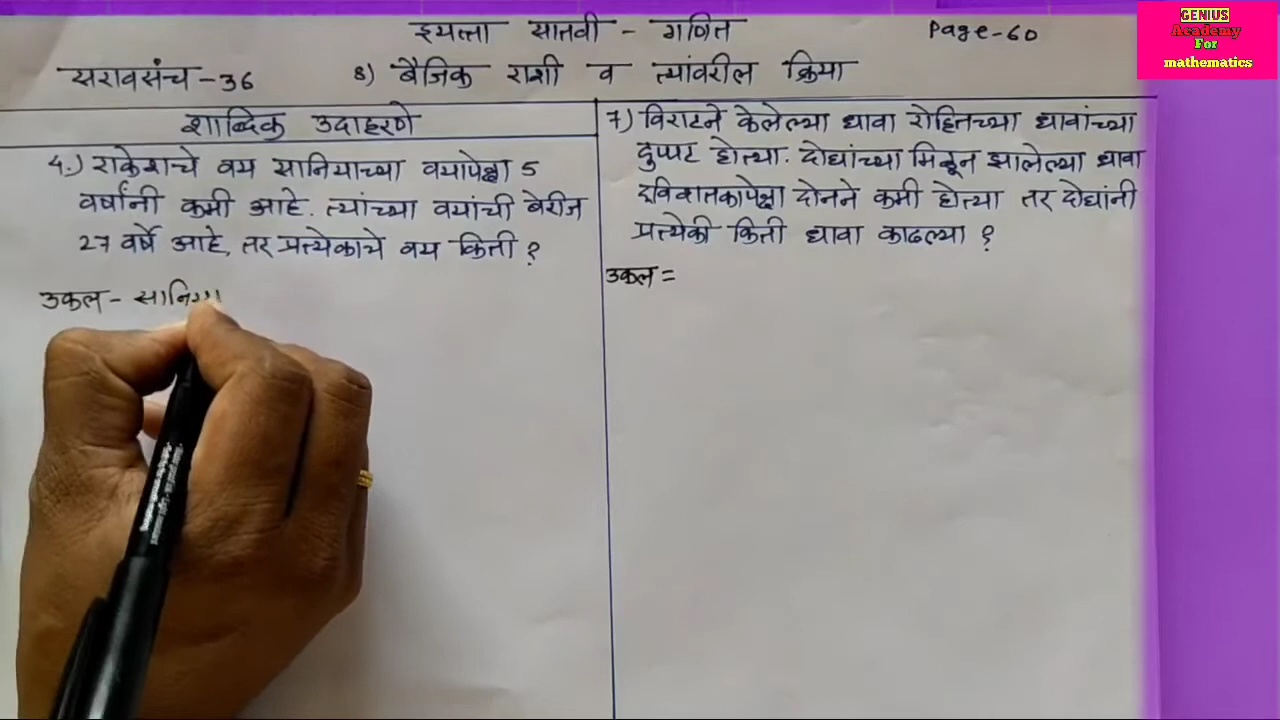 इयत्ता सातवी - गणित
Page-60
GENIUS
Academy
For
mathematics
सरावसंच-36
8) बैजिक राशी व त्यांवरील क्रिया
शाब्दिक उदाहरणे
4.) राकेशचे वय सानियाच्या वयापेक्षा 5
वर्षांनी कमी आहे. त्यांच्या वयांची बेरीज
27 वर्षे आहे, तर प्रत्येकाचे वय किती ?
उकल - सानिया
7) विराटने केलेल्या धावा रोहितच्या धावांच्या
दुप्पट होत्या. दोघांच्या मिळून झालेल्या धावा
द्विशतकापेक्षा दोनने कमी होत्या तर दोघांनी
प्रत्येकी किती धावा काढल्या ?
उकल =